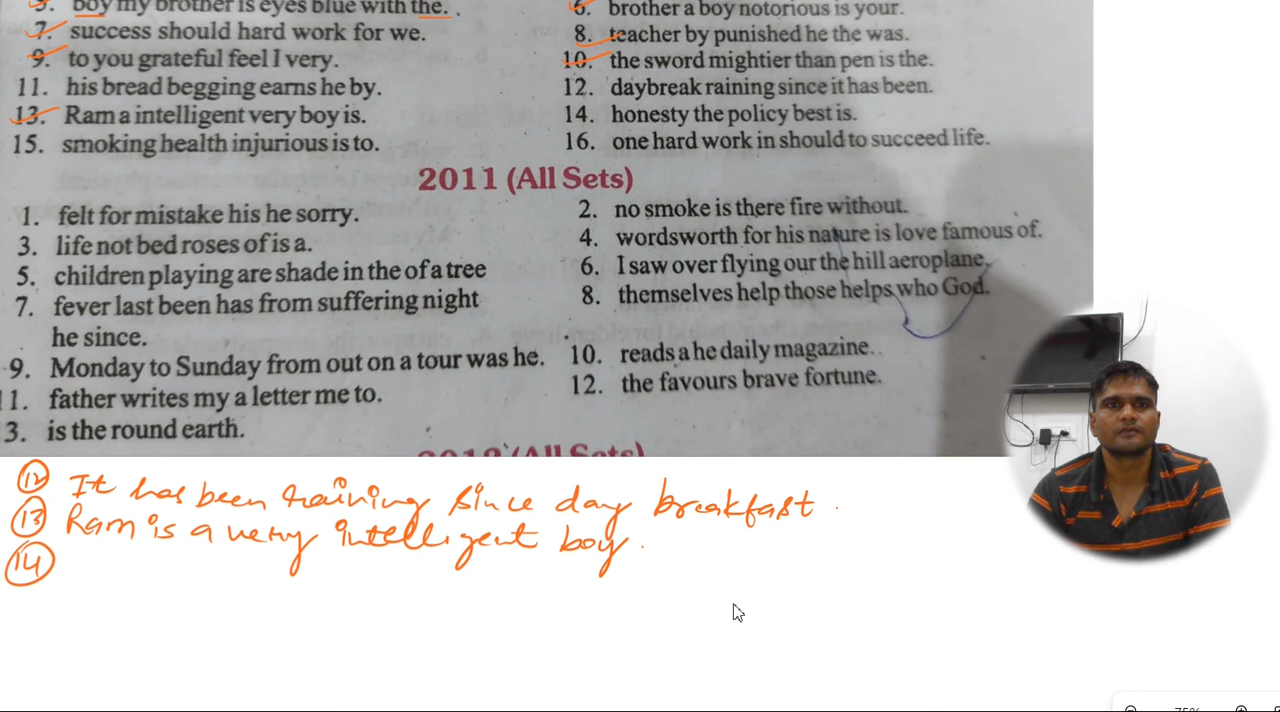 boy my brother is eyes blue with the.
6. brother a boy notorious is your.
7. success should hard work for we.
8. teacher by punished he the was.
9. to you grateful feel I very.
10. the sword mightier than pen is the.
11. his bread begging earns he by.
12. daybreak raining since it has been.
13. Ram a intelligent very boy is.
14. honesty the policy best is.
15. smoking health injurious is to.
16. one hard work in should to succeed life.
2011 (All Sets)
1. felt for mistake his he sorry.
2. no smoke is there fire without.
3. life not bed roses of is a.
4. wordsworth for his nature is love famous of.
5. children playing are shade in the of a tree
6. I saw over flying our the hill aeroplane.
7. fever last been has from suffering night
he since.
8. themselves help those helps who God.
9. Monday to Sunday from out on a tour was he.
10. reads a he daily magazine.
1. father writes my a letter me to.
12. the favours brave fortune.
3. is the round earth.
(All Sets)
12 It has been raining since day breakfast.
13 Ram is a very intelligent boy.
14
75%